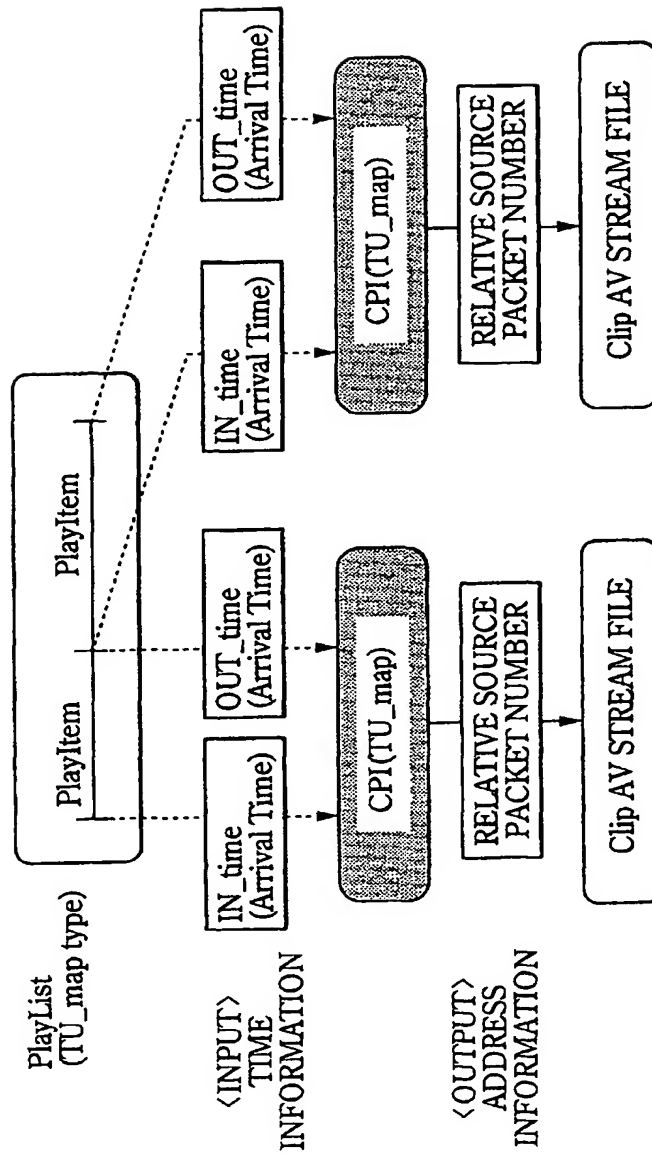 PlayList
(TU_map type)
PlayItem
PlayItem
<INPUT>
TIME
INFORMATION
IN_time
(Arrival Time)
OUT_time
(Arrival Time)
IN_time
(Arrival Time)
OUT_time
(Arrival Time)
CPI(TU_map)
CPI(TU_map)
<OUTPUT>
ADDRESS
INFORMATION
RELATIVE SOURCE
PACKET NUMBER
RELATIVE SOURCE
PACKET NUMBER
Clip AV STREAM FILE
Clip AV STREAM FILE